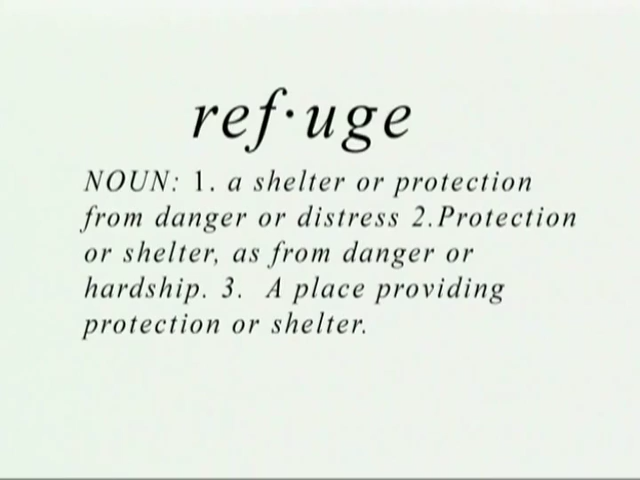 ref·uge
NOUN: 1. a shelter or protection
from danger or distress 2.Protection
or shelter, as from danger or
hardship. 3. A place providing
protection or shelter.